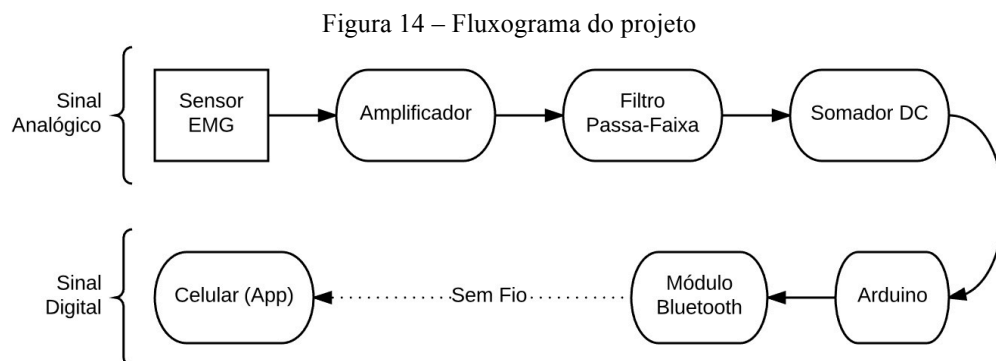 Figura 14 – Fluxograma do projeto
Sinal
Analógico
Sensor
EMG
Amplificador
Filtro
Passa-Faixa
Somador DC
Sinal
Digital
Celular (App)
Sem Fio
Módulo
Bluetooth
Arduino